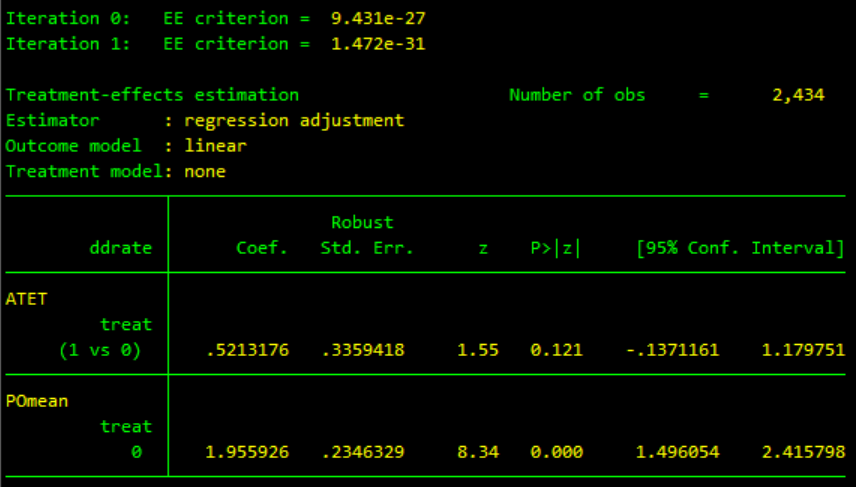 Iteration 0:   EE criterion =  9.431e-27
Iteration 1:   EE criterion =  1.472e-31
Treatment-effects estimation                    Number of obs     =      2,434
Estimator      : regression adjustment
Outcome model  : linear
Treatment model: none
Robust
ddrate       Coef.   Std. Err.      z    P>|z|     [95% Conf. Interval]
ATET
treat
(1 vs 0)     .5213176   .3359418     1.55   0.121    -.1371161    1.179751
POmean
treat
0     1.955926   .2346329     8.34   0.000     1.496054    2.415798